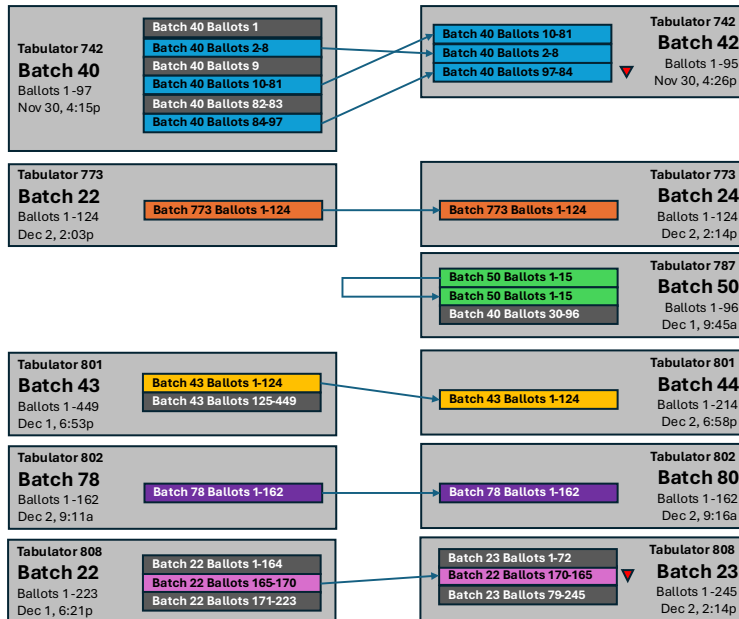 Tabulator 742
Batch 40
Ballots 1-97
Nov 30, 4:15p
Batch 40 Ballots 1
Batch 40 Ballots 2-8
Batch 40 Ballots 9
Batch 40 Ballots 10-81
Batch 40 Ballots 82-83
Batch 40 Ballots 84-97
Batch 40 Ballots 10-81
Batch 40 Ballots 2-8
Batch 40 Ballots 97-84
Tabulator 742
Batch 42
Ballots 1-95
Nov 30, 4:26p
Tabulator 773
Batch 22
Ballots 1-124
Dec 2, 2:03p
Batch 773 Ballots 1-124
Batch 773 Ballots 1-124
Tabulator 773
Batch 24
Ballots 1-124
Dec 2, 2:14p
Batch 50 Ballots 1-15
Batch 50 Ballots 1-15
Batch 40 Ballots 30-96
Tabulator 787
Batch 50
Ballots 1-96
Dec 1, 9:45a
Tabulator 801
Batch 43
Ballots 1-449
Dec 1, 6:53p
Batch 43 Ballots 1-124
Batch 43 Ballots 125-449
Batch 43 Ballots 1-124
Tabulator 801
Batch 44
Ballots 1-214
Dec 2, 6:58p
Tabulator 802
Batch 78
Ballots 1-162
Dec 2, 9:11a
Batch 78 Ballots 1-162
Batch 78 Ballots 1-162
Tabulator 802
Batch 80
Ballots 1-162
Dec 2, 9:16a
Tabulator 808
Batch 22
Ballots 1-223
Dec 1, 6:21p
Batch 22 Ballots 1-164
Batch 22 Ballots 165-170
Batch 22 Ballots 171-223
Batch 23 Ballots 1-72
Batch 22 Ballots 170-165
Batch 23 Ballots 79-245
Tabulator 808
Batch 23
Ballots 1-245
Dec 2, 2:14p